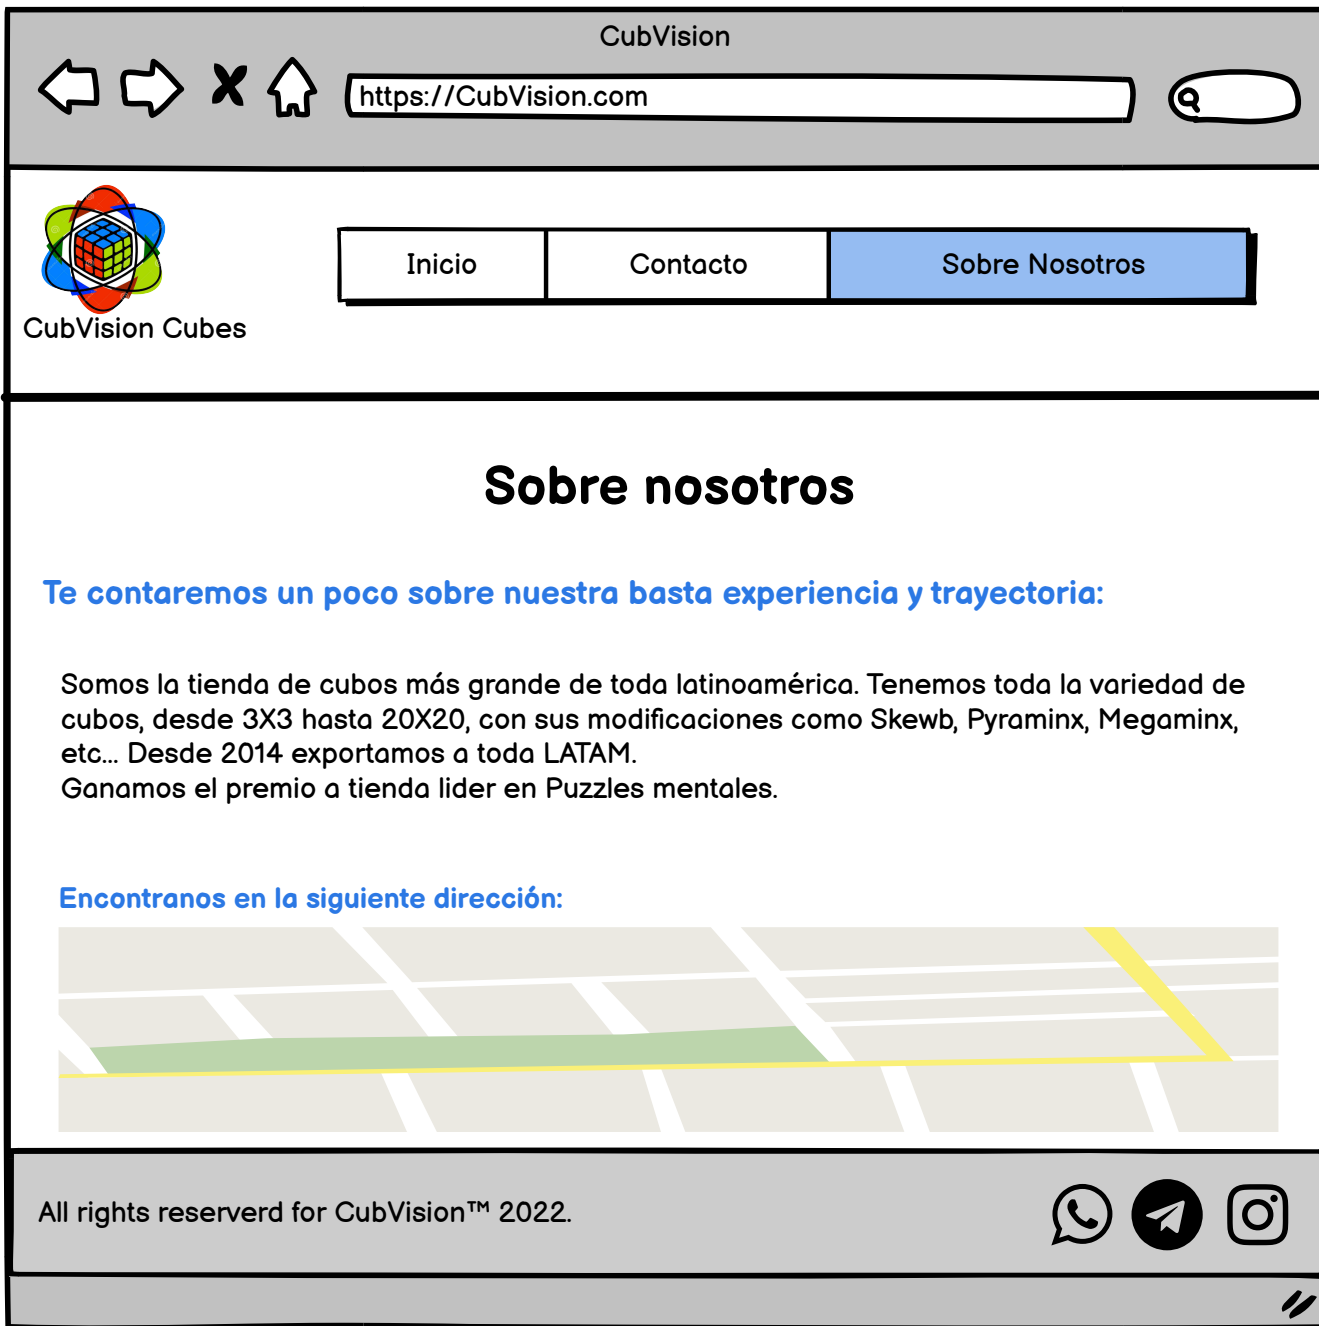 CubVision
https://CubVision.com
Inicio
Contacto
Sobre Nosotros
CubVision Cubes
Sobre nosotros
Te contaremos un poco sobre nuestra basta experiencia y trayectoria:
Somos la tienda de cubos más grande de toda latinoamérica. Tenemos toda la variedad de
cubos, desde 3X3 hasta 20X20, con sus modificaciones como Skewb, Pyraminx, Megaminx,
etc... Desde 2014 exportamos a toda LATAM.
Ganamos el premio a tienda lider en Puzzles mentales.
Encontranos en la siguiente dirección:
All rights reserverd for CubVision™ 2022.